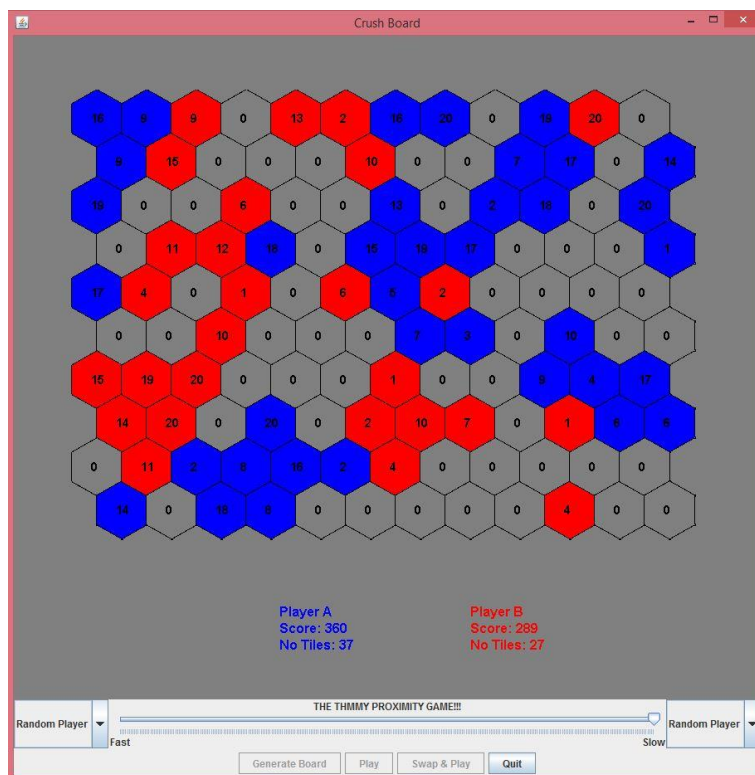 Crush Board
16 9 9 0 13 2 16 20 0 19 20 0
9 15 0 0 0 10 0 0 7 17 0 14
19 0 0 6 0 0 13 0 2 18 0 20
0 11 12 18 0 15 19 17 0 0 0 1
17 4 0 1 0 6 5 2 0 0 0 0
0 0 10 0 0 0 7 3 0 10 0 0
15 19 20 0 0 0 1 0 0 9 4 17
14 20 0 20 0 2 10 7 0 1 6 6
0 11 2 8 16 2 4 0 0 0 0 0
14 0 18 8 0 0 0 0 0 4 0 0
Player A Player B
Score: 360 Score: 289
No Tiles: 37 No Tiles: 27
THE THMMY PROXIMITY GAME!!!
Random Player Random Player
Fast Slow
Generate Board Play Swap & Play Quit